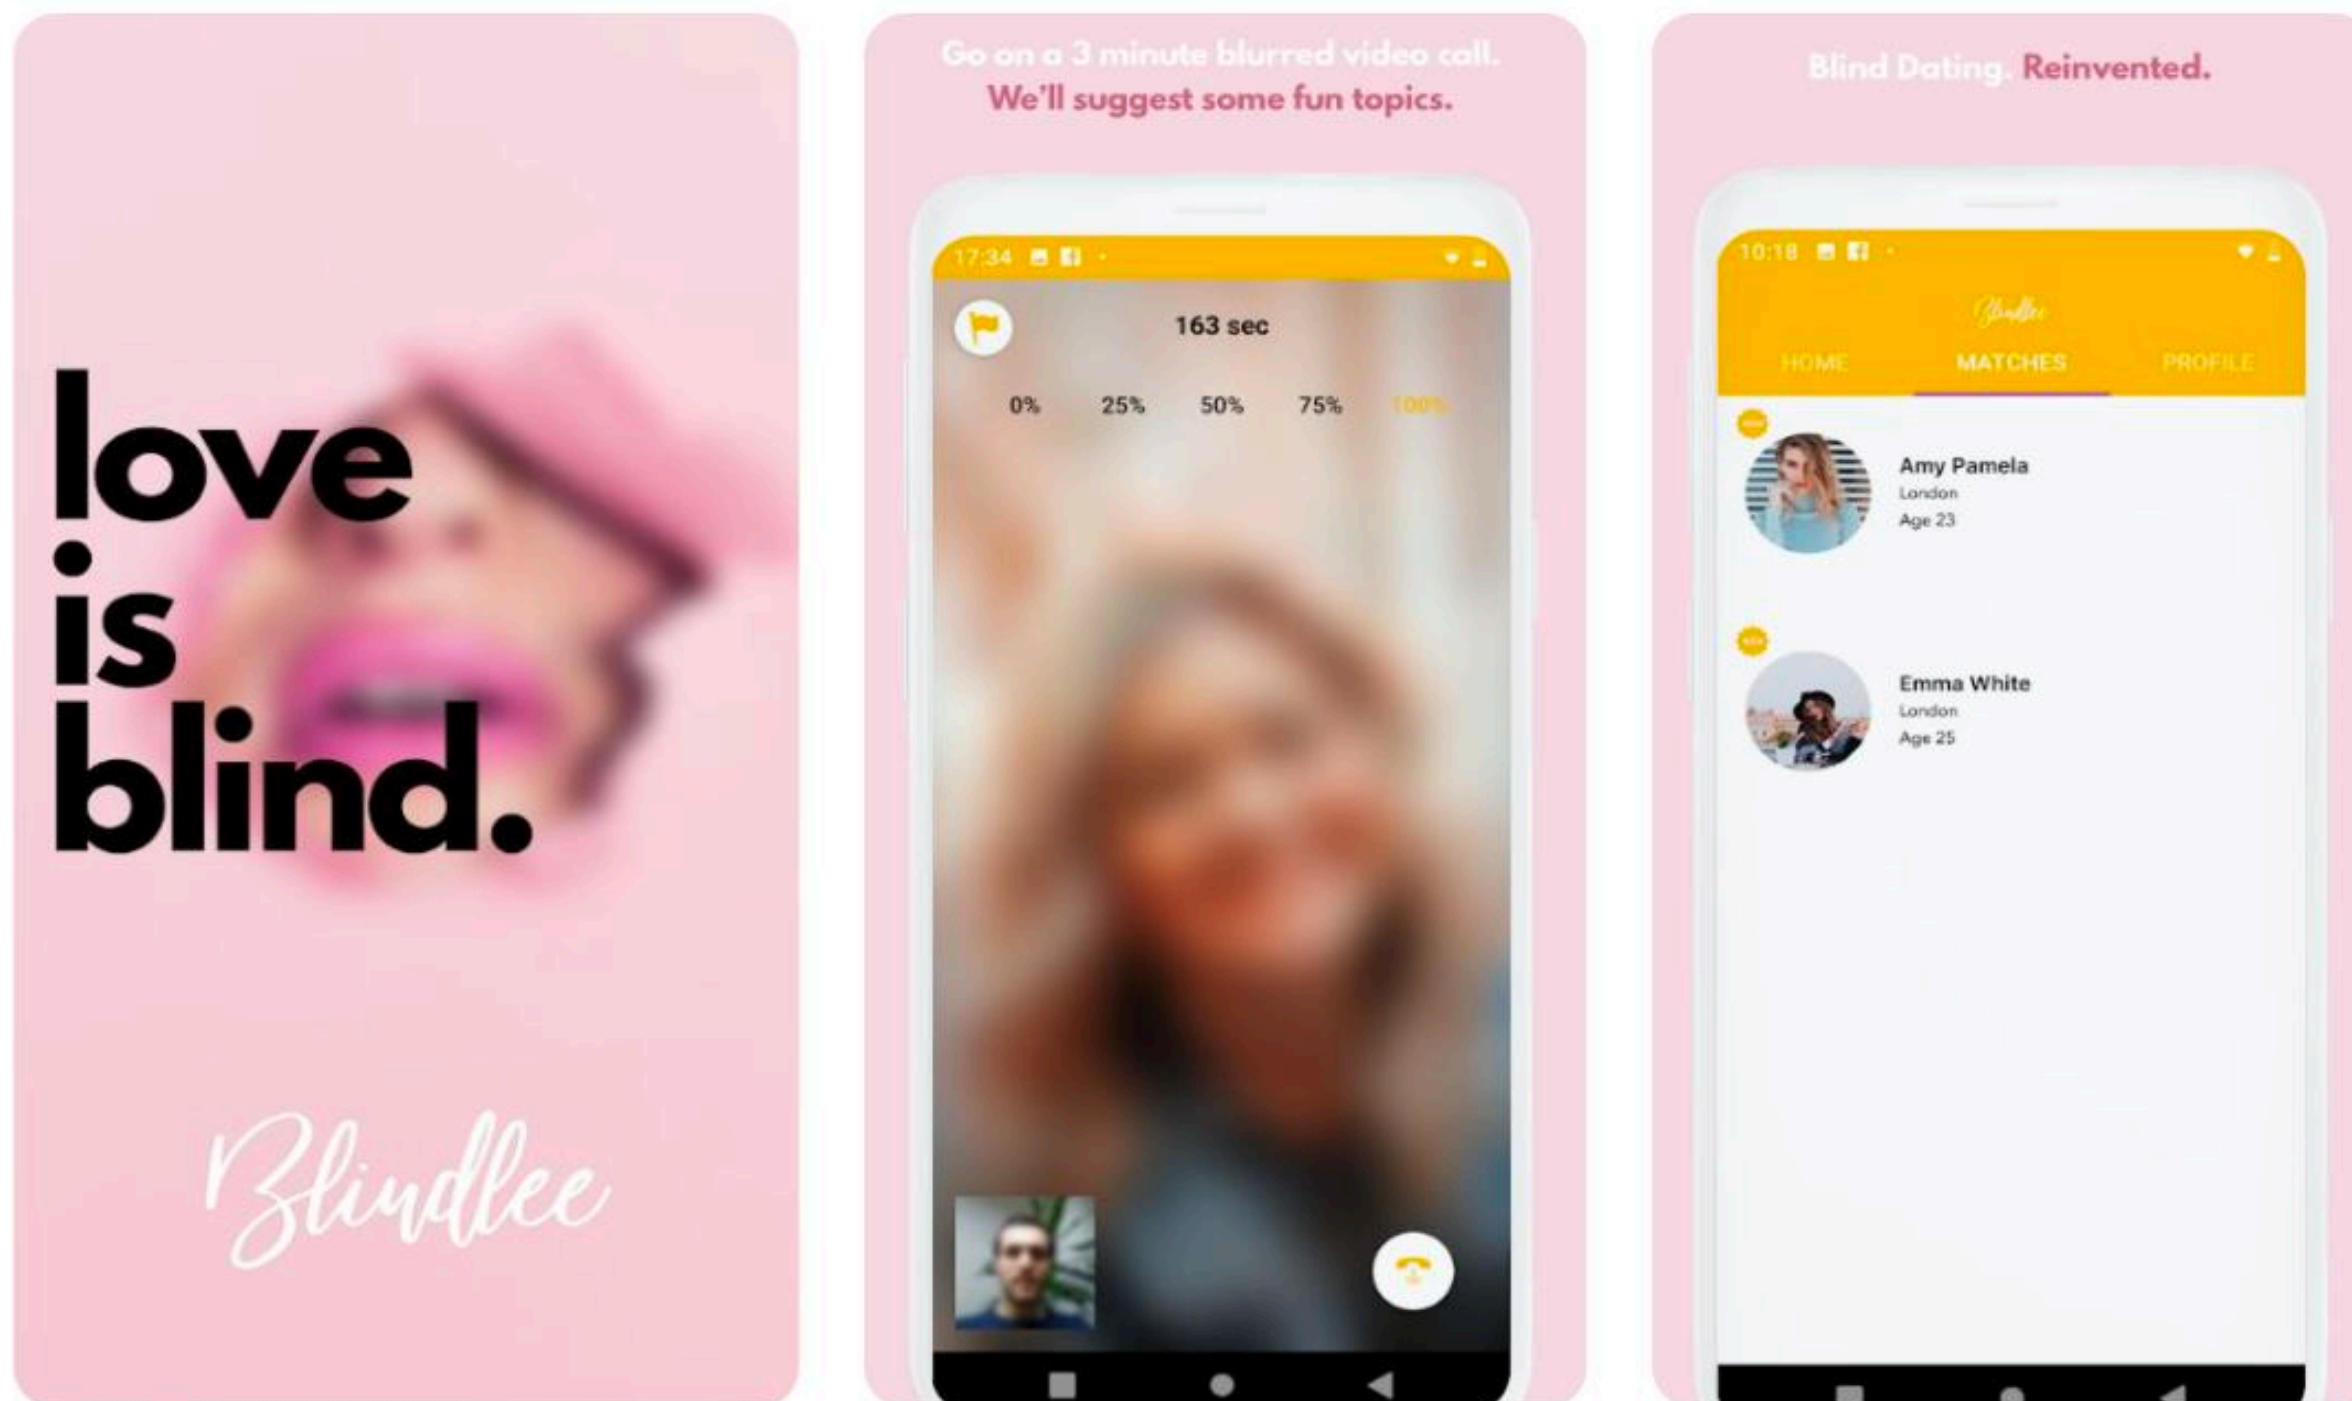 love
is
blind.
Blindlee
Go on a 3 minute blurred video call.
We'll suggest some fun topics.
17:34
163 sec
0% 25% 50% 75% 100%
Blind Dating. Reinvented.
10:18
Blindlee
HOME MATCHES PROFILE
Amy Pamela
London
Age 23
Emma White
London
Age 25